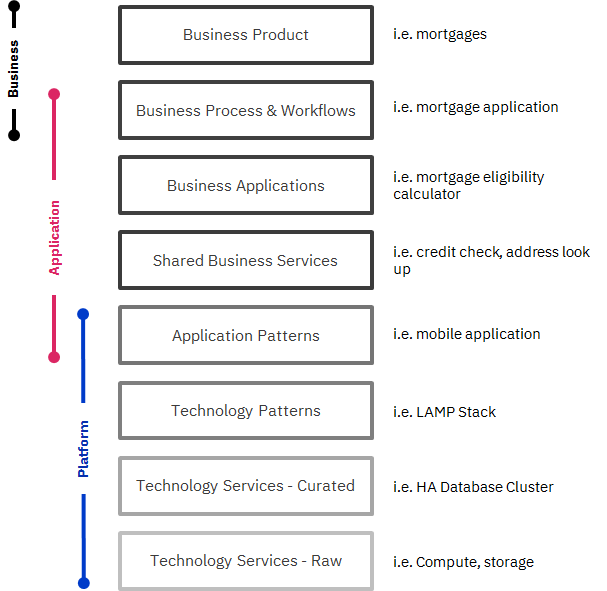 Business
Application
Platform
Business Product
i.e. mortgages
Business Process & Workflows
i.e. mortgage application
Business Applications
i.e. mortgage eligibility
calculator
Shared Business Services
i.e. credit check, address look
up
Application Patterns
i.e. mobile application
Technology Patterns
i.e. LAMP Stack
Technology Services - Curated
i.e. HA Database Cluster
Technology Services - Raw
i.e. Compute, storage